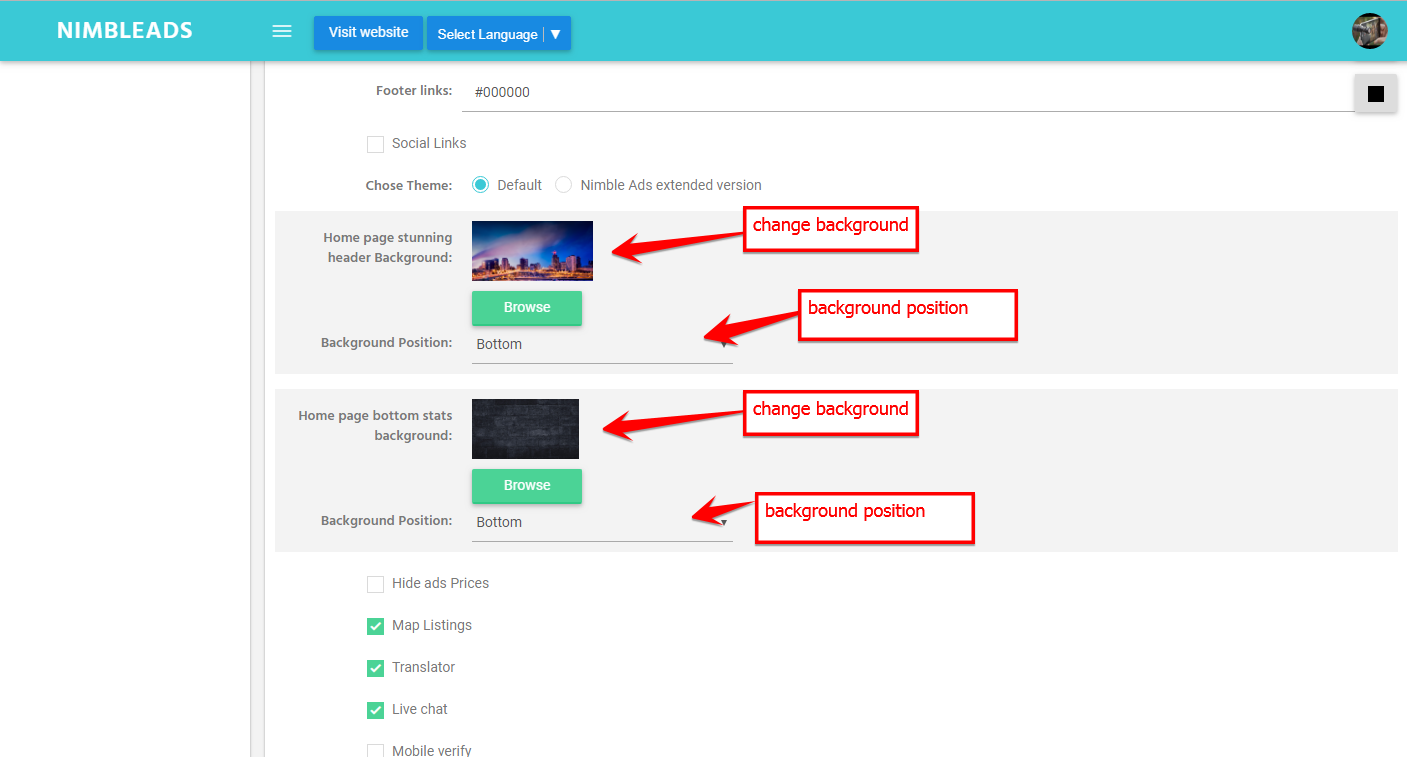 NIMBLEADS
Visit website
Select Language
Footer links:
#000000
Social Links
Chose Theme:
Default
Nimble Ads extended version
Home page stunning
header Background:
change background
Browse
background position
Background Position:
Bottom
Home page bottom stats
background:
change background
Browse
background position
Background Position:
Bottom
Hide ads Prices
Map Listings
Translator
Live chat
Mobile verify